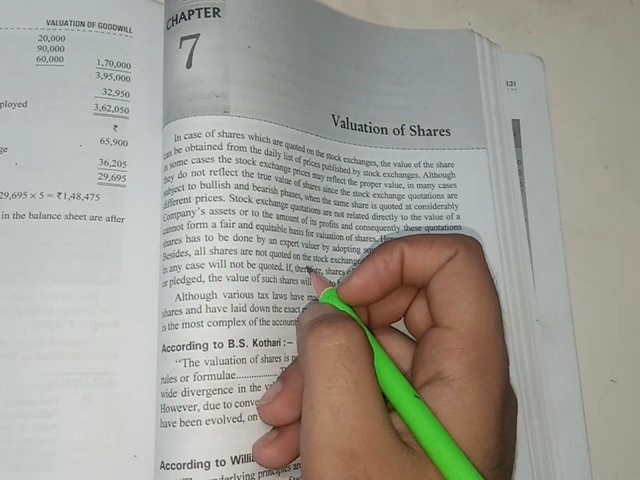 VALUATION OF GOODWILL
20,000
90,000
60,000
1,70,000
3,95,000
32,950
ployed
3,62,050
₹
65,900
ge
36,205
29,695
29,695 × 5 = ₹1,48,475
in the balance sheet are after
CHAPTER
7
Valuation of Shares
In case of shares which are quoted on the stock exchanges, the value of the share
can be obtained from the daily list of prices published by stock exchanges. Although
in some cases the stock exchange prices may reflect the proper value, in many cases
they do not reflect the true value of shares since the stock exchange quotations are
subject to bullish and bearish phases, when the same share is quoted at considerably
different prices. Stock exchange quotations are not related directly to the value of a
Company's assets or to the amount of its profits and consequently these quotations
cannot form a fair and equitable basis for valuation of shares.
shares has to be done by an expert valuer by adopting
Besides, all shares are not quoted on the stock exchange
in any case will not be quoted. If, therefore, shares
or pledged, the value of such shares will
Although various tax laws have
shares and have laid down the exact
is the most complex of the
According to B.S. Kothari :–
"The valuation of shares is
rules or formulae..............
wide divergence in the
However, due to
have been evolved, on
According to
principles